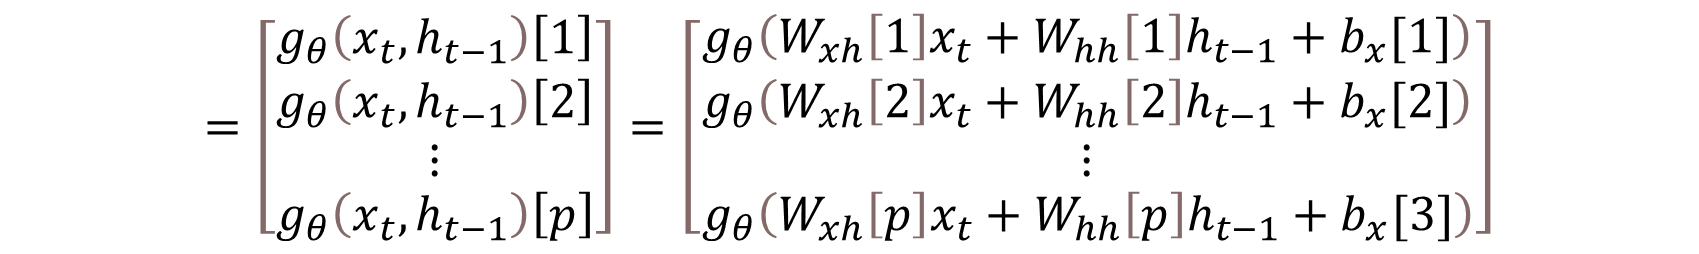 = [g_θ(x_t, h_{t−1})[1] = [g_θ(W_{xh}[1]x_t + W_{hh}[1]h_{t−1} + b_x[1])
g_θ(x_t, h_{t−1})[2] g_θ(W_{xh}[2]x_t + W_{hh}[2]h_{t−1} + b_x[2])
⋮ ⋮
g_θ(x_t, h_{t−1})[p]] g_θ(W_{xh}[p]x_t + W_{hh}[p]h_{t−1} + b_x[3])]